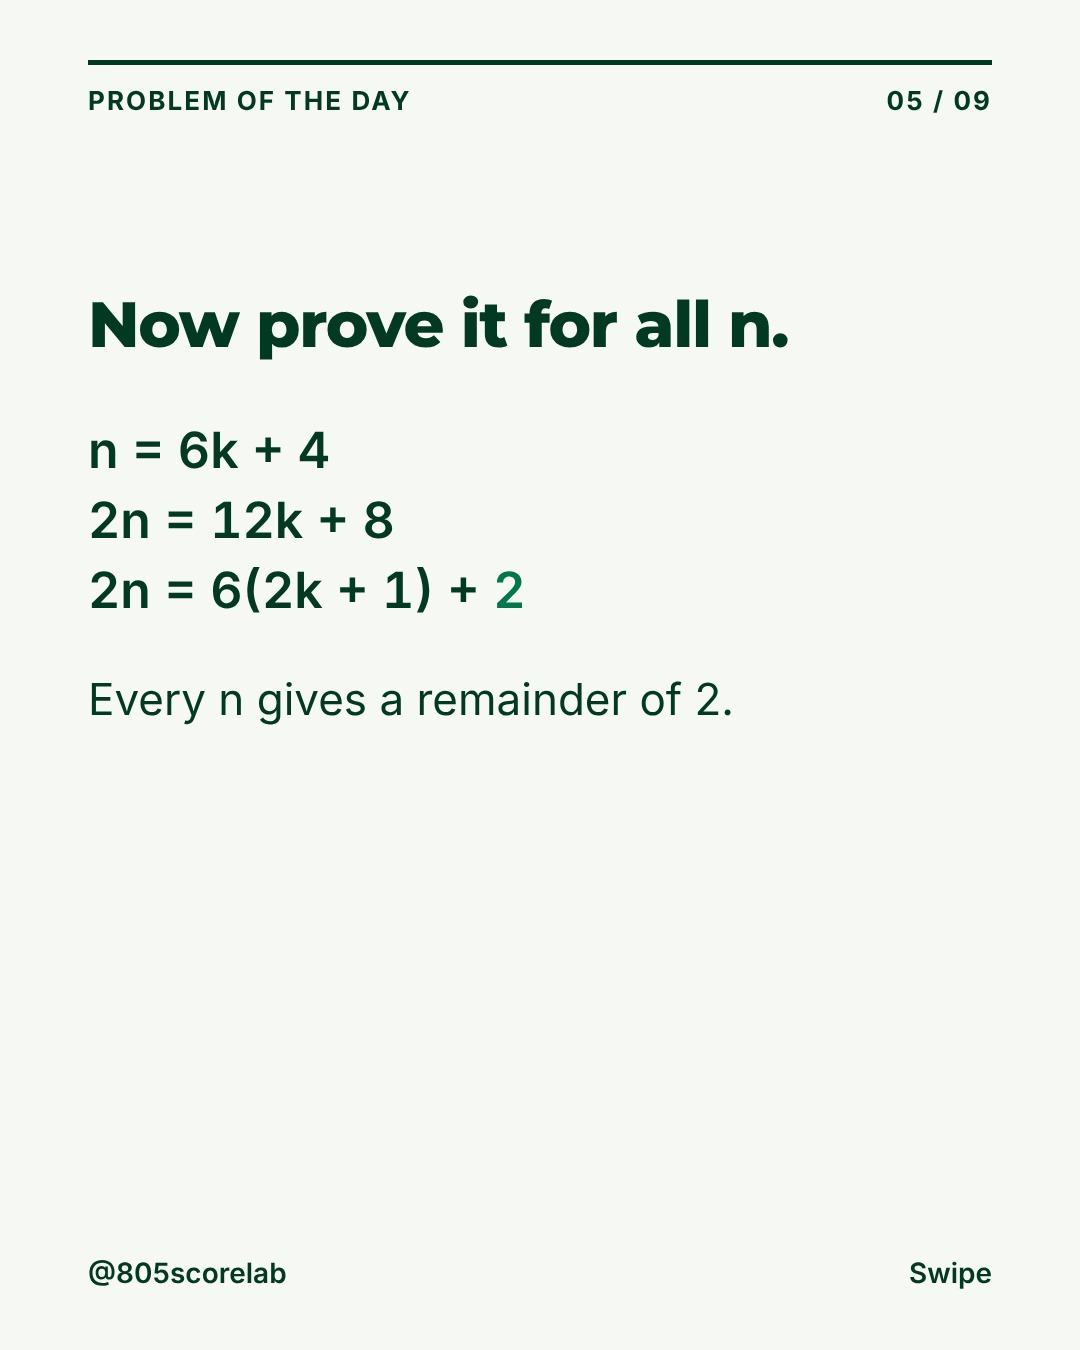 PROBLEM OF THE DAY
05 / 09
Now prove it for all n.
n = 6k + 4
2n = 12k + 8
2n = 6(2k + 1) + 2
Every n gives a remainder of 2.
@805scorelab
Swipe